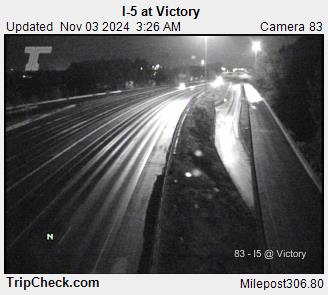 I-5 at Victory
Updated Nov 03 2024 3:26 AM Camera 83
T
N
83 - I5 @ Victory
TripCheck.com Milepost306.80